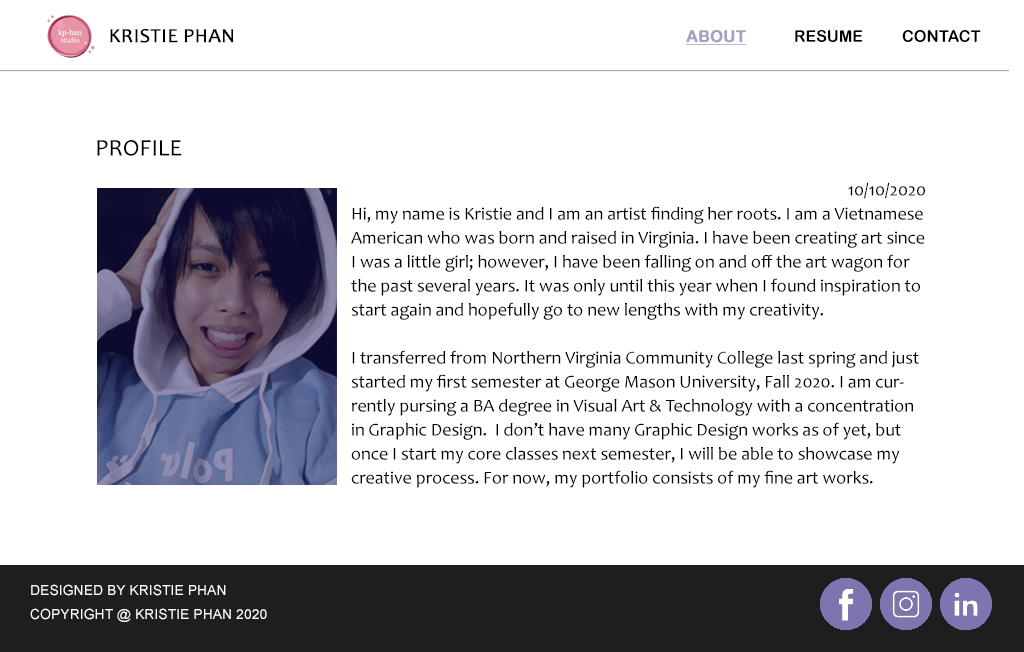 kp-han
studio
KRISTIE PHAN
ABOUT
RESUME
CONTACT
PROFILE
10/10/2020
Hi, my name is Kristie and I am an artist finding her roots. I am a Vietnamese
American who was born and raised in Virginia. I have been creating art since
I was a little girl; however, I have been falling on and off the art wagon for
the past several years. It was only until this year when I found inspiration to
start again and hopefully go to new lengths with my creativity.
I transferred from Northern Virginia Community College last spring and just
started my first semester at George Mason University, Fall 2020. I am cur-
rently pursing a BA degree in Visual Art & Technology with a concentration
in Graphic Design.  I don’t have many Graphic Design works as of yet, but
once I start my core classes next semester, I will be able to showcase my
creative process. For now, my portfolio consists of my fine art works.
DESIGNED BY KRISTIE PHAN
COPYRIGHT @ KRISTIE PHAN 2020
f
in